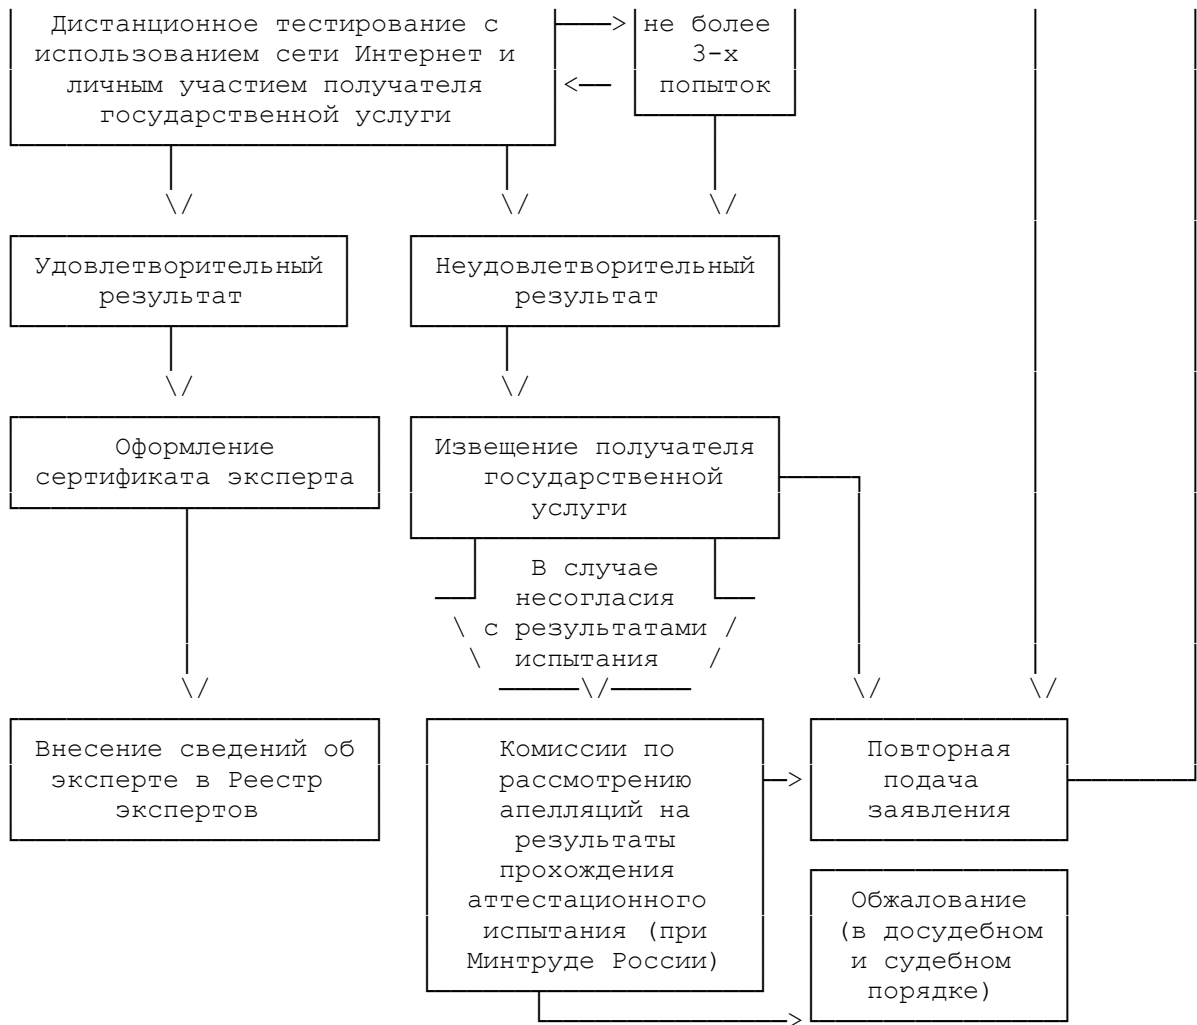 Дистанционное тестирование с
использованием сети Интернет и
личным участием получателя
государственной услуги
не более
3-х
попыток
Удовлетворительный
результат
Неудовлетворительный
результат
Оформление
сертификата эксперта
Извещение получателя
государственной
услуги
В случае
несогласия
с результатами
испытания
Внесение сведений об
эксперте в Реестр
экспертов
Комиссии по
рассмотрению
апелляций на
результаты
прохождения
аттестационного
испытания (при
Минтруде России)
Повторная
подача
заявления
Обжалование
(в досудебном
и судебном
порядке)